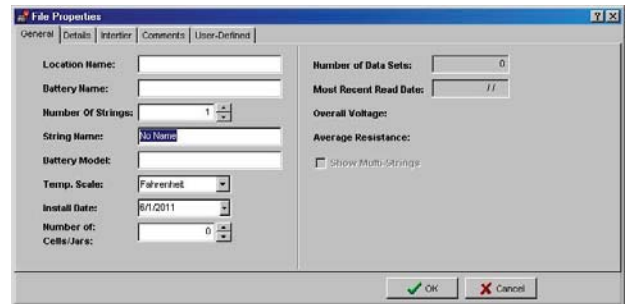 File Properties
General Details Intertier Comments User-Defined
Location Name:
Battery Name:
Number Of Strings: 1
String Name: No Name
Battery Model:
Temp. Scale: Fahrenheit
Install Date: 6/1/2011
Number of:
Cells/Jars: 0
Number of Data Sets: 0
Most Recent Read Date: / /
Overall Voltage:
Average Resistance:
Show Multi-Strings
OK Cancel